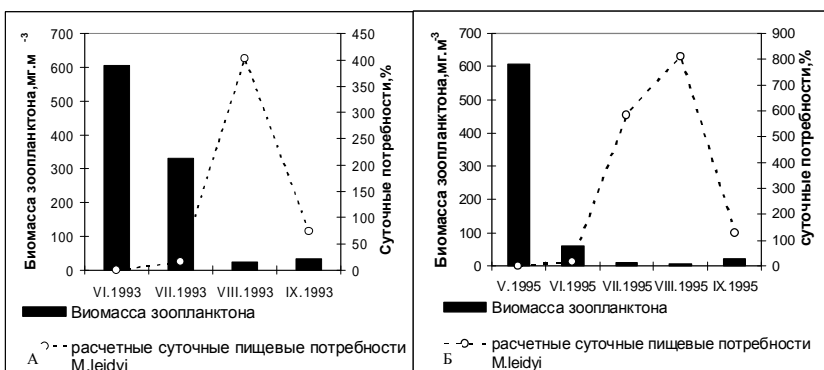 Биомасса зоопланктона,мг.м -3
700
600
500
400
300
200
100
0
450
400
350
300
250
200
150
100
50
0
Суточные потребности,%
VI.1993 VII.1993 VIII.1993 IX.1993
Виомасса зоопланктона
расчетные суточные пищевые потребности
M.leidyi
А
Биомасса зоопланктона,мг.м-3
700
600
500
400
300
200
100
0
900
800
700
600
500
400
300
200
100
0
суточные потребности,%
V.1995 VI.1995 VII.1995 VIII.1995 IX.1995
Виомасса зоопланктона
расчетные суточные пищевые потребности
M.leidyi
Б